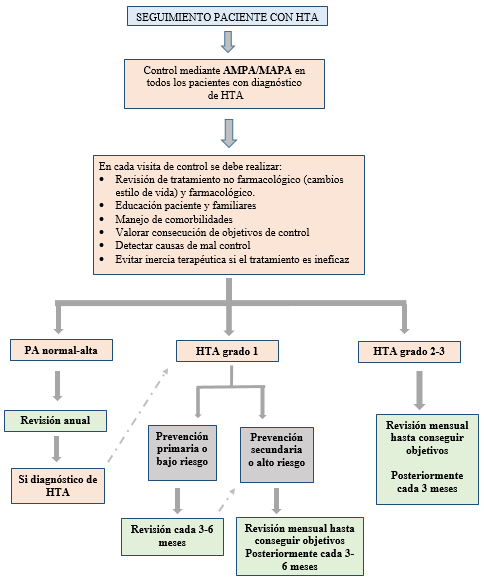 SEGUIMIENTO PACIENTE CON HTA
Control mediante AMPA/MAPA en
todos los pacientes con diagnóstico
de HTA
En cada visita de control se debe realizar:
• Revisión de tratamiento no farmacológico (cambios
estilo de vida) y farmacológico.
• Educación paciente y familiares
• Manejo de comorbilidades
• Valorar consecución de objetivos de control
• Detectar causas de mal control
• Evitar inercia terapéutica si el tratamiento es ineficaz
PA normal-alta
HTA grado 1
HTA grado 2-3
Revisión anual
Si diagnóstico de
HTA
Prevención
primaria o
bajo riesgo
Prevención
secundaria
o alto riesgo
Revisión mensual
hasta conseguir
objetivos
Posteriormente
cada 3 meses
Revisión cada 3-6
meses
Revisión mensual hasta
conseguir objetivos
Posteriormente cada 3-
6 meses